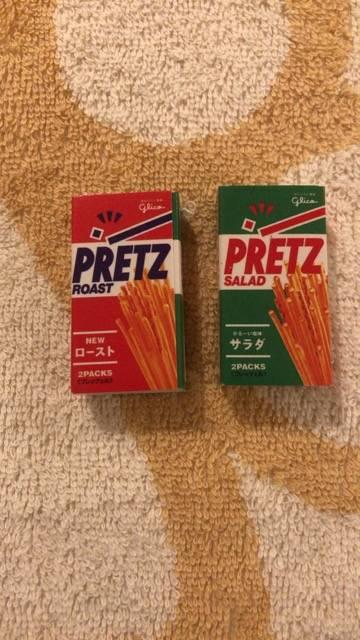 Glico
PRETZ
ROAST
NEW
ロースト
2PACKS
Glico
PRETZ
SALAD
サラダ
2PACKS